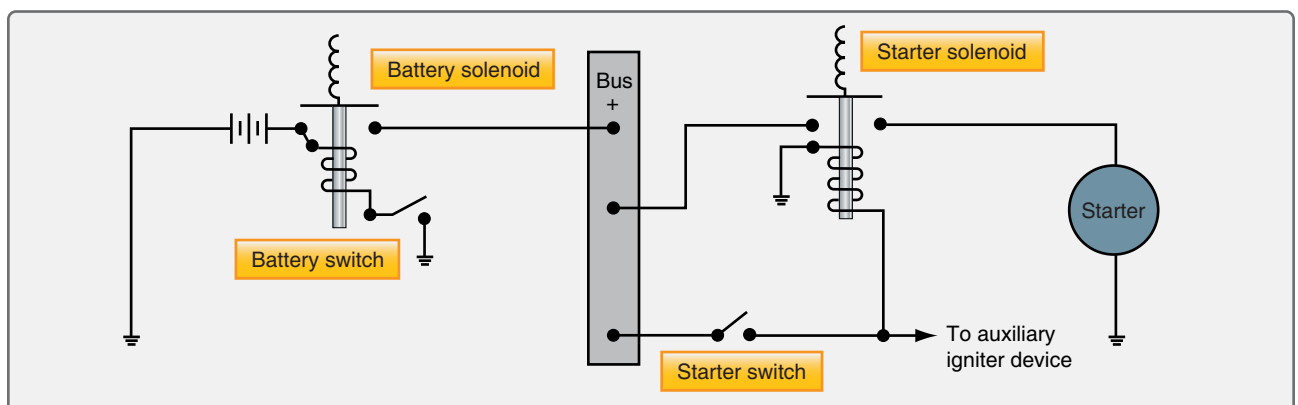 Battery solenoid
Bus
+
Starter solenoid
Battery switch
Starter
Starter switch
To auxiliary
igniter device